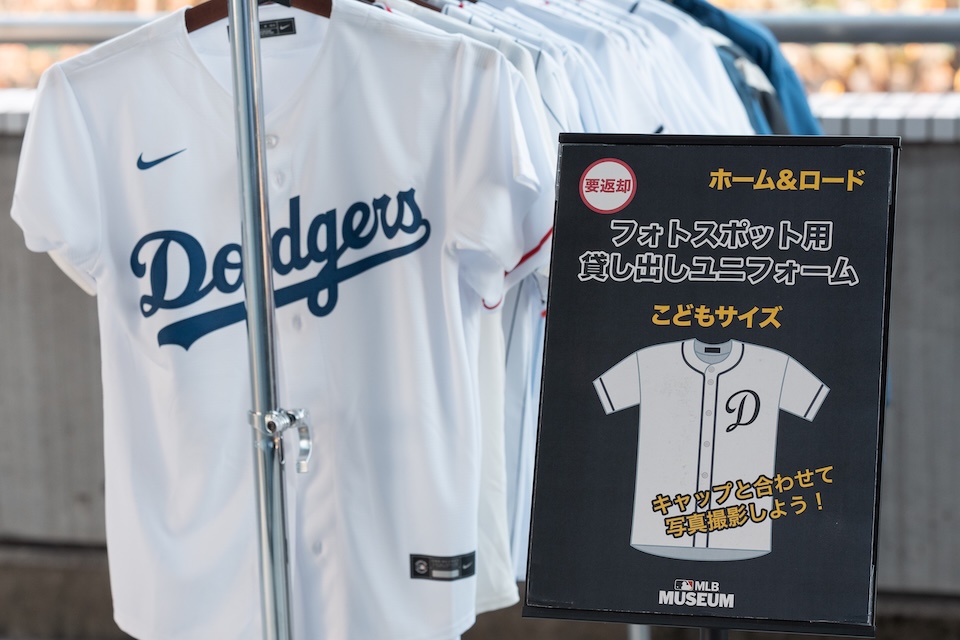 Dodgers
要返却
ホーム&ロード
フォトスポット用
貸し出しユニフォーム
こどもサイズ
D
キャップと合わせて
写真撮影しよう!
MLB
MUSEUM